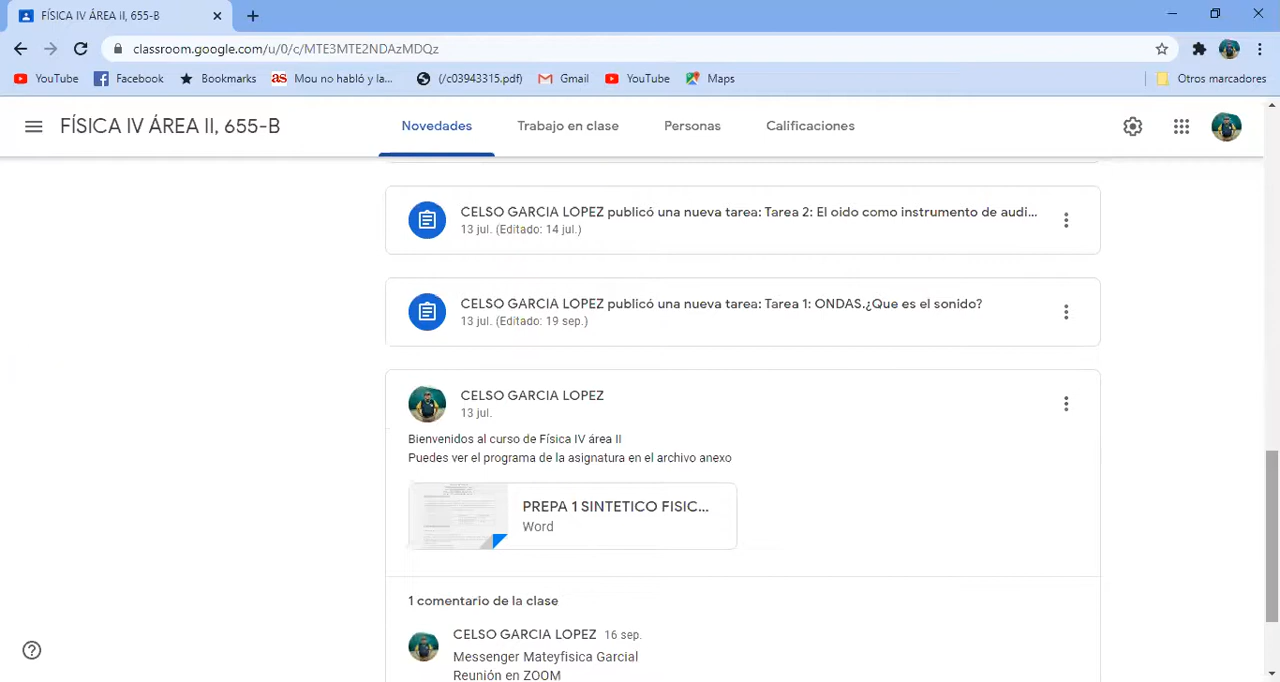 FÍSICA IV ÁREA II, 655-B
classroom.google.com/u/0/c/MTE3MTE2NDAzMDQz
YouTube Facebook Bookmarks as Mou no habló y la... (/c03943315.pdf) Gmail YouTube Maps Otros marcadores
FÍSICA IV ÁREA II, 655-B Novedades Trabajo en clase Personas Calificaciones
CELSO GARCIA LOPEZ publicó una nueva tarea: Tarea 2: El oido como instrumento de audi...
13 jul. (Editado: 14 jul.)
CELSO GARCIA LOPEZ publicó una nueva tarea: Tarea 1: ONDAS.¿Que es el sonido?
13 jul. (Editado: 19 sep.)
CELSO GARCIA LOPEZ
13 jul.
Bienvenidos al curso de Física IV área II
Puedes ver el programa de la asignatura en el archivo anexo
PREPA 1 SINTETICO FISIC...
Word
1 comentario de la clase
CELSO GARCIA LOPEZ 16 sep.
Messenger Mateyfisica Garcial
Reunión en ZOOM